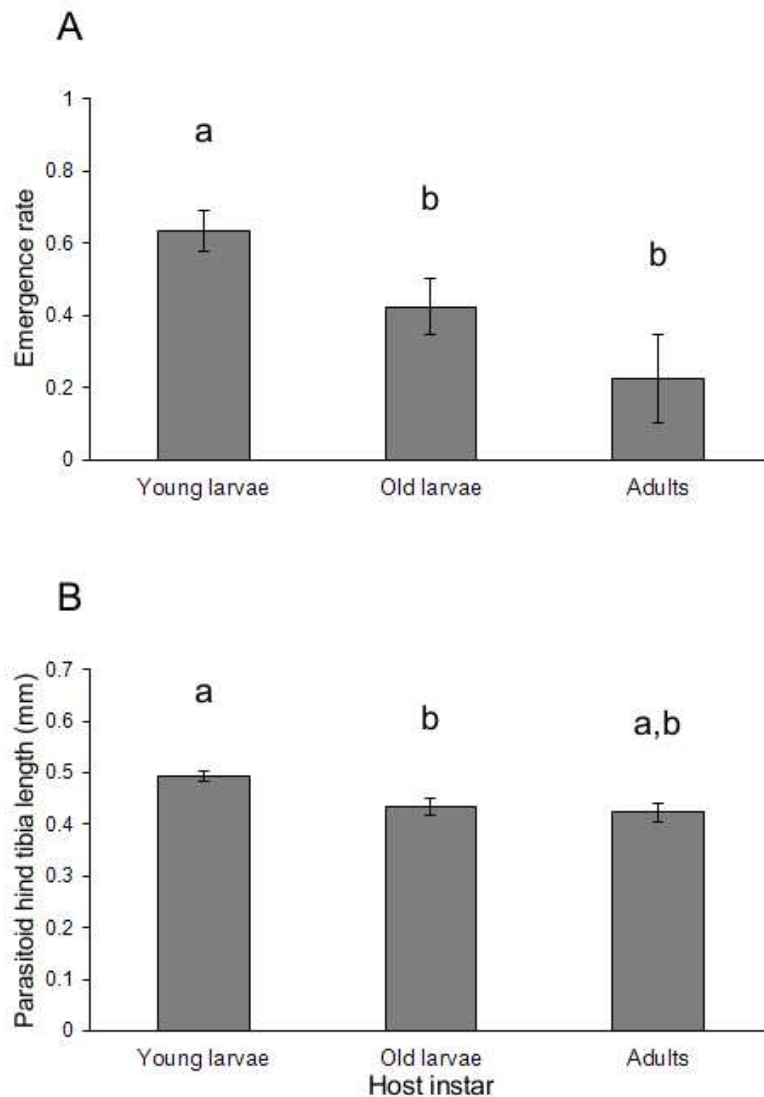 A
1
a
0.8
b
b
0.6
0.4
0.2
0
Emergence rate
Young larvae Old larvae Adults
B
0.7
a
b
a,b
0.6
0.5
0.4
0.3
0.2
0.1
0
Parasitoid hind tibia length (mm)
Young larvae Old larvae Adults
Host instar